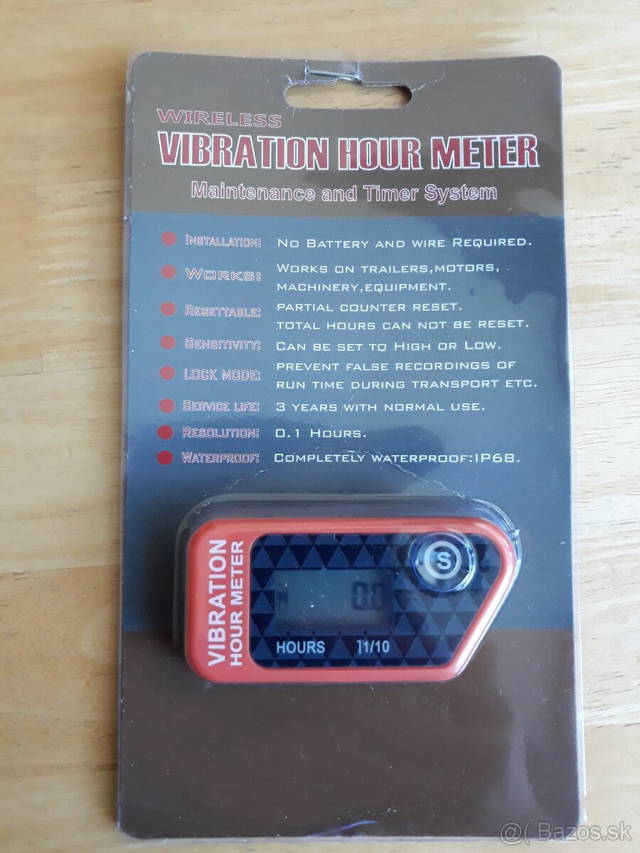 WIRELESS
VIBRATION HOUR METER
Maintenance and Timer System
INSTALLATION: NO BATTERY AND WIRE REQUIRED.
WORKS: WORKS ON TRAILERS,MOTORS,
MACHINERY,EQUIPMENT.
RESETTABLE: PARTIAL COUNTER RESET.
TOTAL HOURS CAN NOT BE RESET.
SENSITIVITY: CAN BE SET TO HIGH OR LOW.
LOCK MODE: PREVENT FALSE RECORDINGS OF
RUN TIME DURING TRANSPORT ETC.
SERVICE LIFE: 3 YEARS WITH NORMAL USE.
RESOLUTION: 0.1 HOURS.
WATERPROOF: COMPLETELY WATERPROOF:IP68.
VIBRATION
HOUR METER
S
0.0
HOURS 1/10
@( Bazos.sk